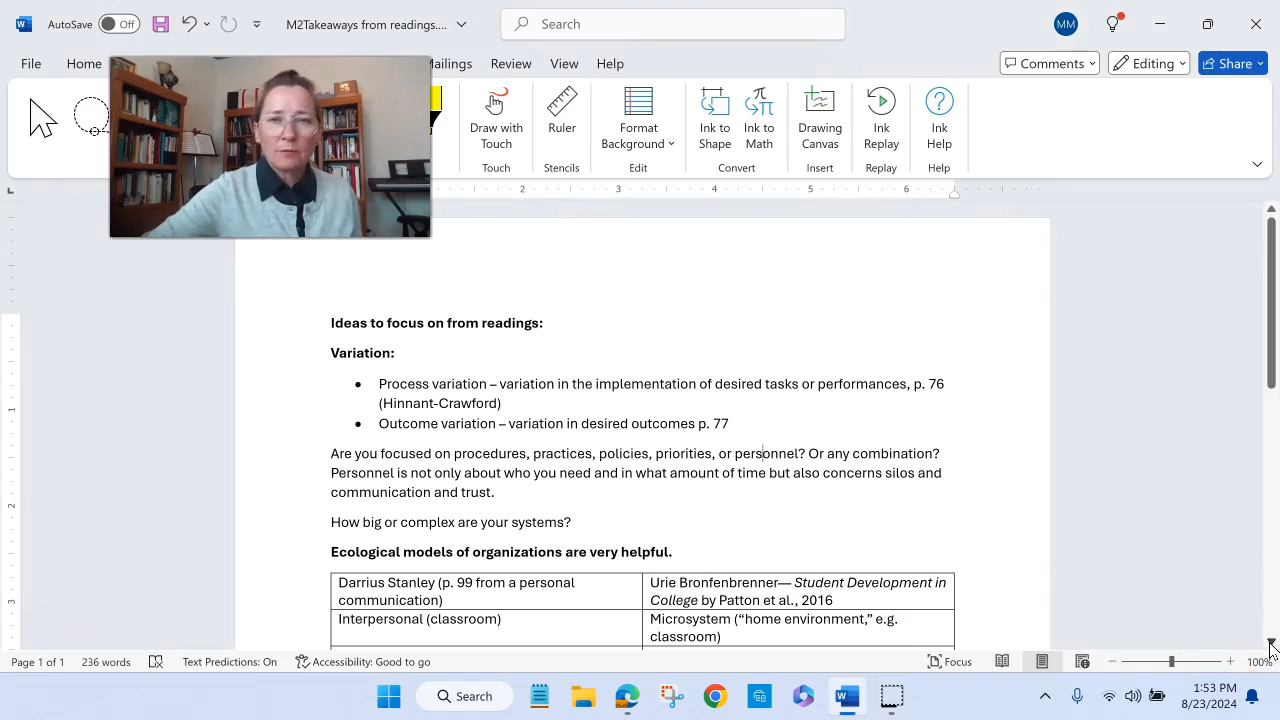 AutoSave Off M2Takeaways from readings.... Search MM
File Home Mailings Review View Help Comments Editing Share
Draw with Touch Ruler Format Background Ink to Shape Ink to Math Drawing Canvas Ink Replay Ink Help
Touch Stencils Edit Convert Insert Replay Help
2 3 4 5 6
Ideas to focus on from readings:
Variation:
● Process variation – variation in the implementation of desired tasks or performances, p. 76
(Hinnant-Crawford)
● Outcome variation – variation in desired outcomes p. 77
Are you focused on procedures, practices, policies, priorities, or personnel? Or any combination?
Personnel is not only about who you need and in what amount of time but also concerns silos and
communication and trust.
How big or complex are your systems?
Ecological models of organizations are very helpful.
Darrius Stanley (p. 99 from a personal
communication)
Urie Bronfenbrenner— Student Development in
College by Patton et al., 2016
Interpersonal (classroom)
Microsystem (“home environment,” e.g.
classroom)
1
2
3
Page 1 of 1 236 words Text Predictions: On Accessibility: Good to go Focus 100%
Search 1:53 PM
8/23/2024